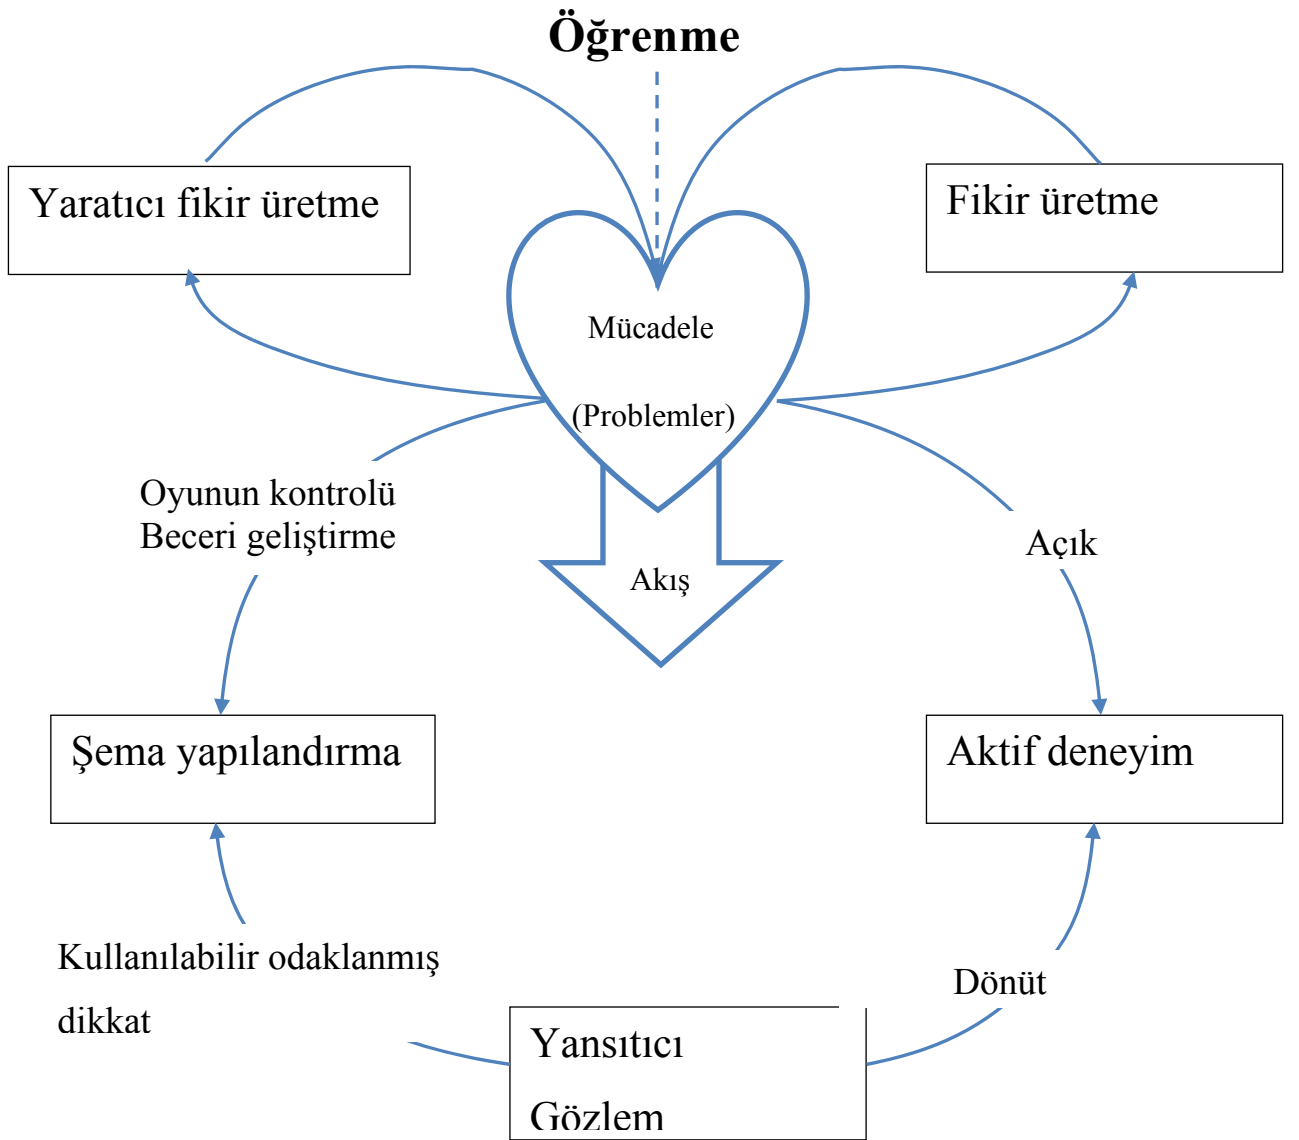 Öğrenme
Yaratıcı fikir üretme
Fikir üretme
Mücadele
(Problemler)
Oyunun kontrolü
Beceri geliştirme
Açık
Akış
Şema yapılandırma
Aktif deneyim
Kullanılabilir odaklanmış
dikkat
Dönüt
Yansıtıcı
Gözlem